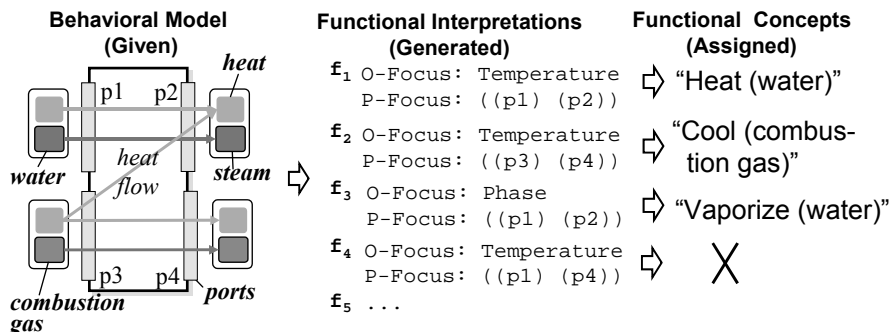 Behavioral Model
(Given)
heat
p1
p2
water
heat
flow
steam
p3
p4
combustion
gas
ports
Functional Interpretations
(Generated)
f1 O-Focus: Temperature
P-Focus: ((p1) (p2))
f2 O-Focus: Temperature
P-Focus: ((p3) (p4))
f3 O-Focus: Phase
P-Focus: ((p1) (p2))
f4 O-Focus: Temperature
P-Focus: ((p1) (p4))
f5 ...
Functional Concepts
(Assigned)
“Heat (water)”
“Cool (combus-
tion gas)”
“Vaporize (water)”